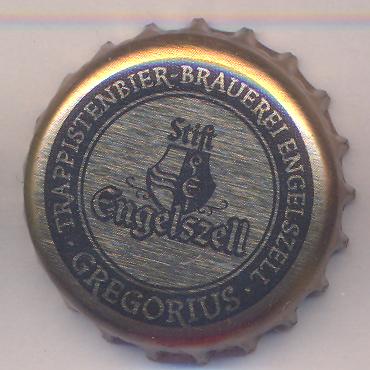 · TRAPPISTENBIER-BRAUEREI ENGELSZELL ·
GREGORIUS
Stift
Engelszell